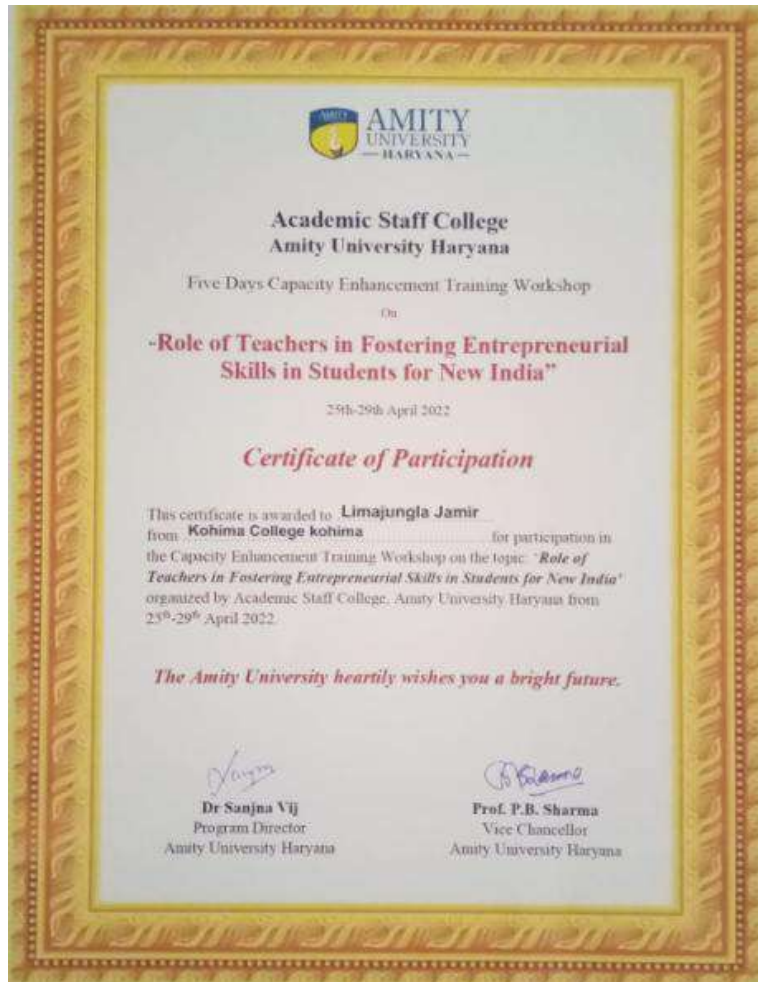 AMITY
AMITY
UNIVERSITY
HARYANA
Academic Staff College
Amity University Haryana
Five Days Capacity Enhancement Training Workshop
On
-Role of Teachers in Fostering Entrepreneurial
Skills in Students for New India”
25th-29th April 2022
Certificate of Participation
This certificate is awarded to Limajungla Jamir
from Kohima College kohima for participation in
the Capacity Enhancement Training Workshop on the topic: 'Role of
Teachers in Fostering Entrepreneurial Skills in Students for New India'
organized by Academic Staff College, Amity University Haryana from
25th-29th April 2022.
The Amity University heartily wishes you a bright future.
Dr Sanjna Vij
Program Director
Amity University Haryana
Prof. P.B. Sharma
Vice Chancellor
Amity University Haryana